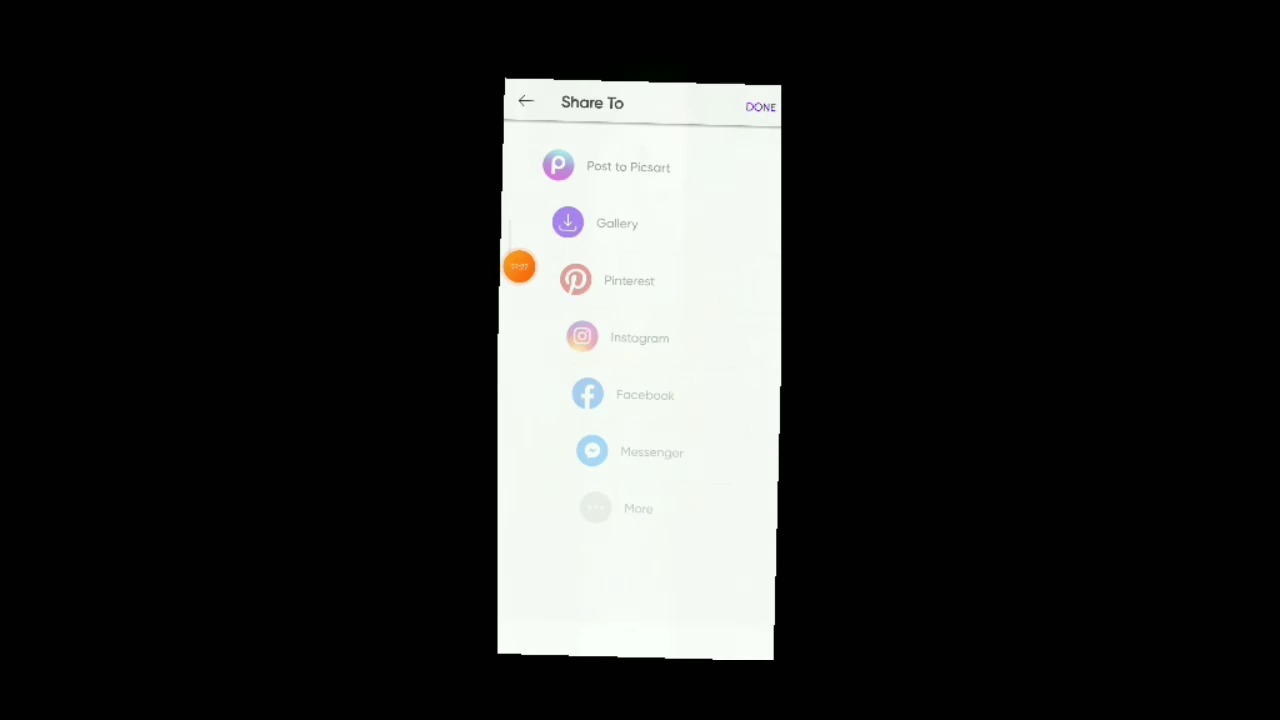 Share To
DONE
Post to Picsart
Gallery
Pinterest
Instagram
Facebook
Messenger
More